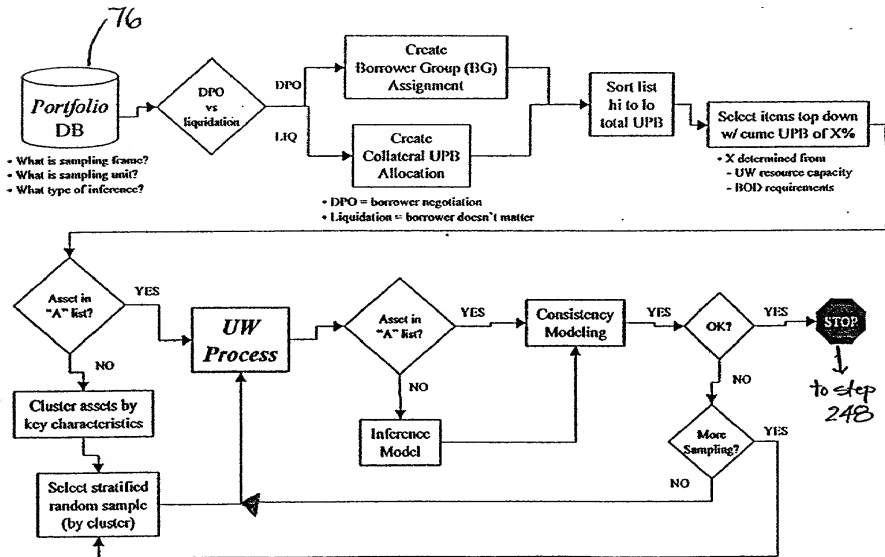 76
Portfolio
DB
• What is sampling frame?
• What is sampling unit?
• What type of inference?
DPO
vs
liquidation
DPO
LIQ
Create
Borrower Group (BG)
Assignment
Create
Collateral UPB
Allocation
• DPO = borrower negotiation
• Liquidation = borrower doesn't matter
Sort list
hi to lo
total UPB
Select items top down
w/ cume UPB of X%
• X determined from
- UW resource capacity
- BOD requirements
Asset in
"A" list?
YES
NO
Cluster assets by
key characteristics
Select stratified
random sample
(by cluster)
UW
Process
Asset in
"A" list?
YES
NO
Inference
Model
Consistency
Modeling
YES
OK?
YES
NO
More
Sampling?
YES
NO
STOP
to step
248